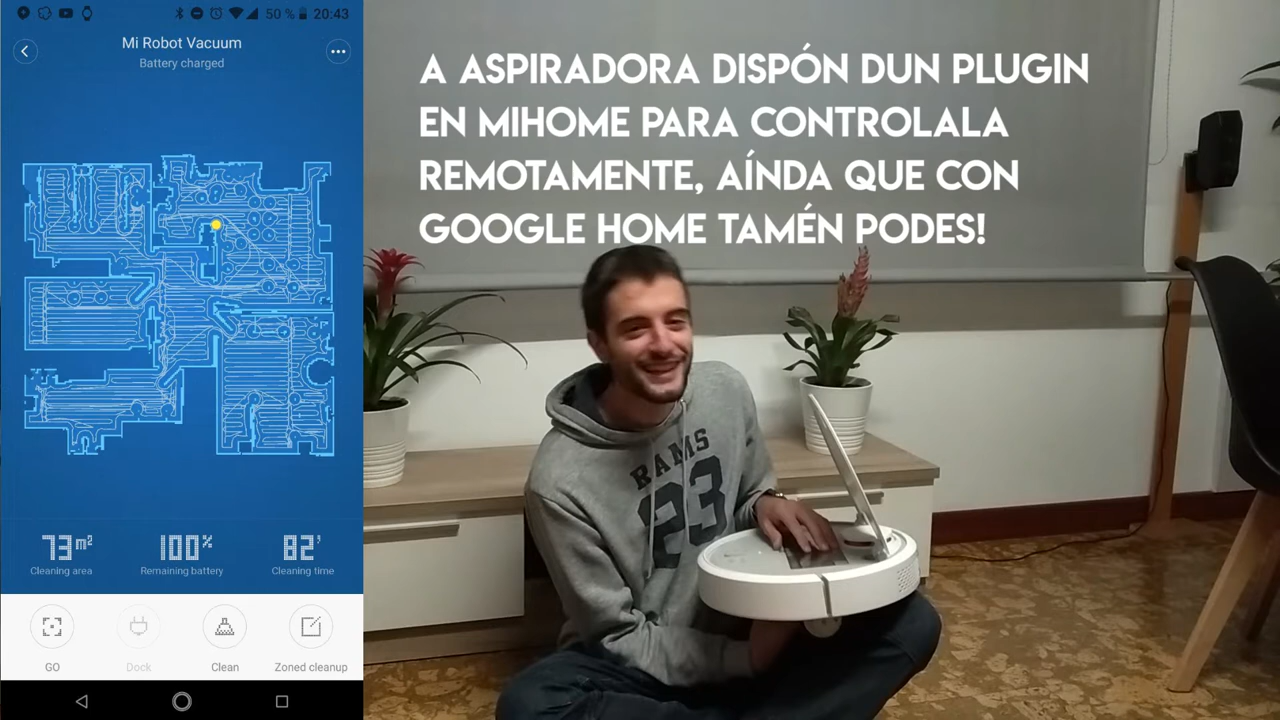 50 %
20:43
Mi Robot Vacuum
Battery charged
73 m²
100%
82'
Cleaning area
Remaining battery
Cleaning time
GO
Dock
Clean
Zoned cleanup
A ASPIRADORA DISPÓN DUN PLUGIN
EN MIHOME PARA CONTROLALA
REMOTAMENTE, AÍNDA QUE CON
GOOGLE HOME TAMÉN PODES!
RAMS
23